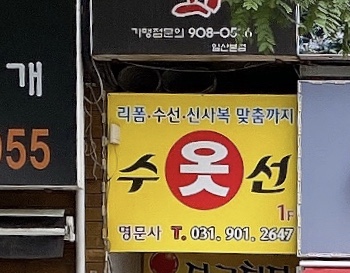 가맹점문의 908-05
일산본점
개
055
리폼·수선·신사복 맞춤까지
수 옷 선
1F
명문사 T. 031. 901. 2647